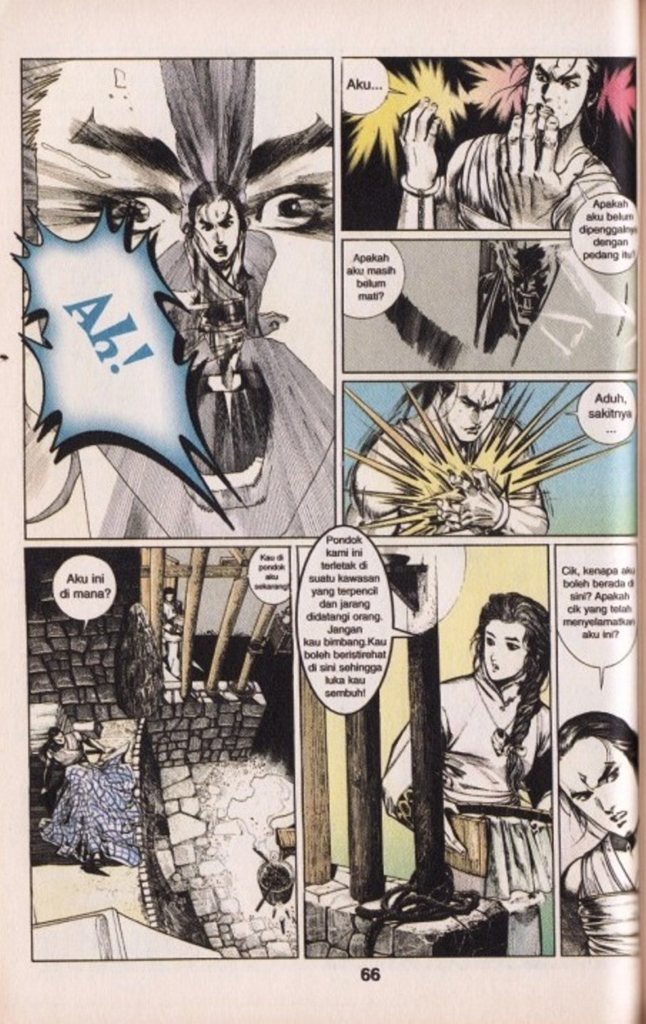 Ah!
Aku...
Apakah
aku belum
dipenggalnya
dengan
pedang itu?
Apakah
aku masih
belum
mati?
Aduh,
sakitnya
...
Aku ini
di mana?
Kau di
pondok
aku
sekarang!
Pondok
kami ini
terletak di
suatu kawasan
yang terpencil
dan jarang
didatangi orang.
Jangan
kau bimbang.Kau
boleh beristirehat
di sini sehingga
luka kau
sembuh!
Cik, kenapa aku
boleh berada di
sini? Apakah
cik yang telah
menyelamatkan
aku ini?
66